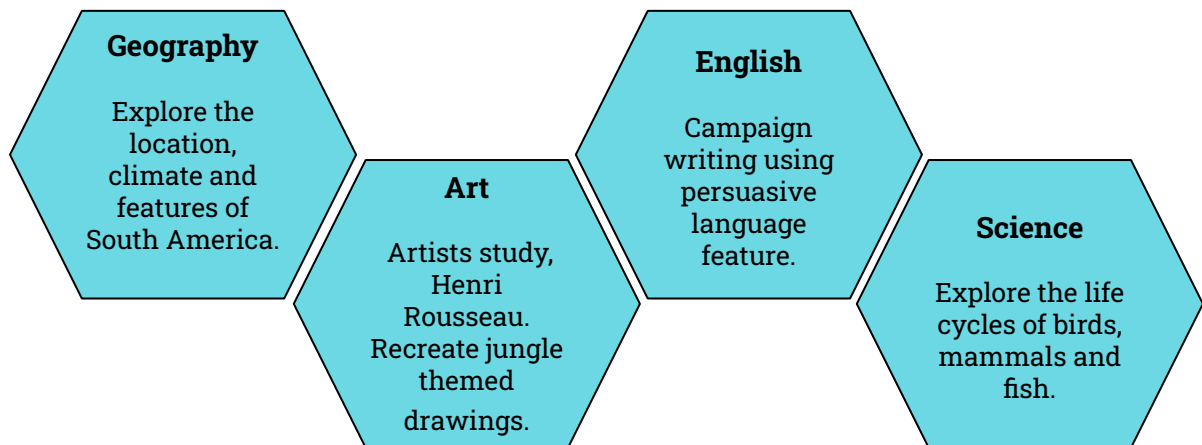 Geography
Explore the
location,
climate and
features of
South America.
Art
Artists study,
Henri
Rousseau.
Recreate jungle
themed
drawings.
English
Campaign
writing using
persuasive
language
feature.
Science
Explore the life
cycles of birds,
mammals and
fish.